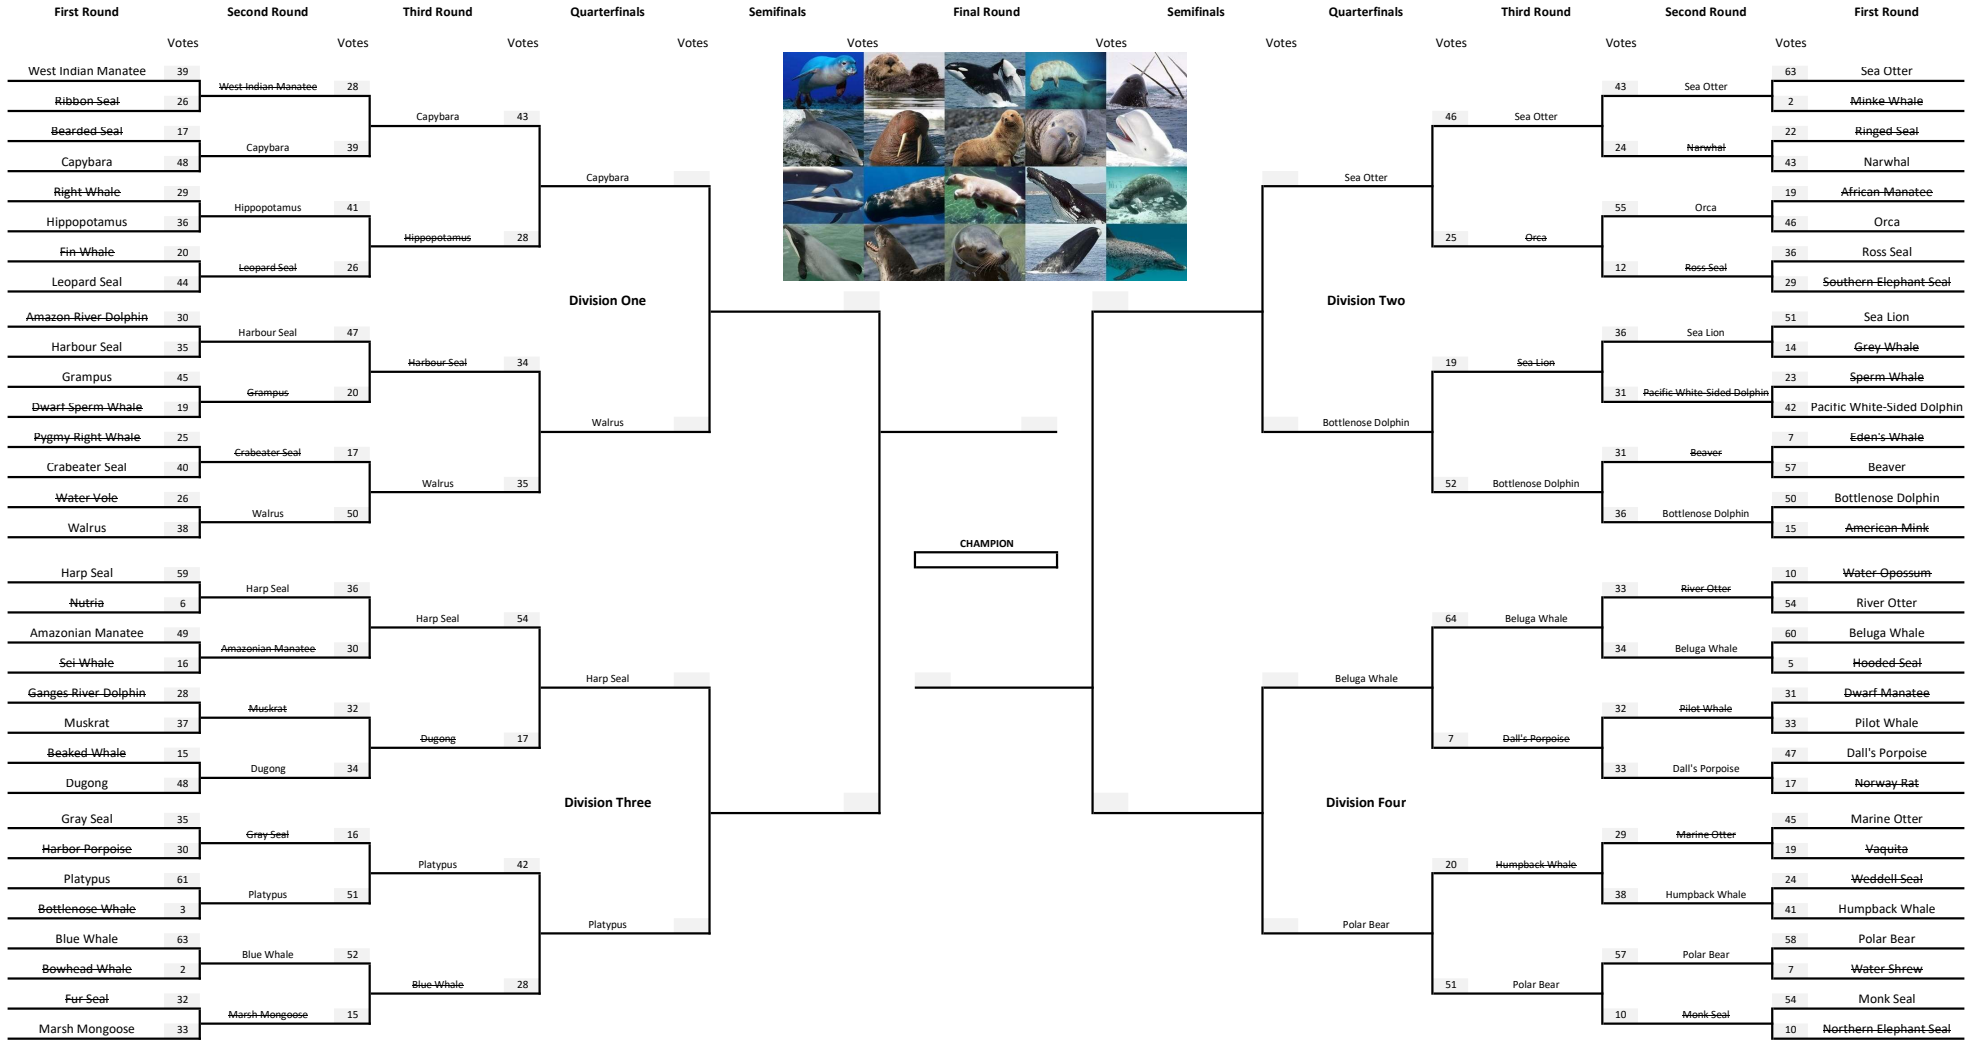 First Round Second Round Third Round Quarterfinals Semifinals Final Round Semifinals Quarterfinals Third Round Second Round First Round
Votes Votes Votes Votes Votes Votes Votes Votes Votes Votes
West Indian Manatee 39 63 Sea Otter
West Indian Manatee 28 43 Sea Otter
Ribbon Seal 26 2 Minke Whale
Capybara 43 46 Sea Otter
Bearded Seal 17 22 Ringed Seal
Capybara 39 24 Narwhal
Capybara 48 43 Narwhal
Capybara Sea Otter
Right Whale 29 19 African Manatee
Hippopotamus 41 55 Orca
Hippopotamus 36 46 Orca
Hippopotamus 28 25 Orca
Fin Whale 20 36 Ross Seal
Leopard Seal 26 12 Ross Seal
Leopard Seal 44 29 Southern Elephant Seal
Division One Division Two
Amazon River Dolphin 30 51 Sea Lion
Harbour Seal 47 36 Sea Lion
Harbour Seal 35 14 Grey Whale
Harbour Seal 34 19 Sea Lion
Grampus 45 23 Sperm Whale
Grampus 20 31 Pacific White-Sided Dolphin
Dwarf Sperm Whale 19 42 Pacific White-Sided Dolphin
Walrus Bottlenose Dolphin
Pygmy Right Whale 25 7 Eden's Whale
Crabeater Seal 17 31 Beaver
Crabeater Seal 40 57 Beaver
Walrus 35 52 Bottlenose Dolphin
Water Vole 26 50 Bottlenose Dolphin
Walrus 50 36 Bottlenose Dolphin
Walrus 38 15 American Mink
CHAMPION
Harp Seal 59 10 Water Opossum
Harp Seal 36 33 River Otter
Nutria 6 54 River Otter
Harp Seal 54 64 Beluga Whale
Amazonian Manatee 49 60 Beluga Whale
Amazonian Manatee 30 34 Beluga Whale
Sei Whale 16 5 Hooded Seal
Harp Seal Beluga Whale
Ganges River Dolphin 28 31 Dwarf Manatee
Muskrat 32 32 Pilot Whale
Muskrat 37 33 Pilot Whale
Dugong 17 7 Dall's Porpoise
Beaked Whale 15 47 Dall's Porpoise
Dugong 34 33 Dall's Porpoise
Dugong 48 17 Norway Rat
Division Three Division Four
Gray Seal 35 45 Marine Otter
Gray Seal 16 29 Marine Otter
Harbor Porpoise 30 19 Vaquita
Platypus 42 20 Humpback Whale
Platypus 61 24 Weddell Seal
Platypus 51 38 Humpback Whale
Bottlenose Whale 3 41 Humpback Whale
Platypus Polar Bear
Blue Whale 63 58 Polar Bear
Blue Whale 52 57 Polar Bear
Bowhead Whale 2 7 Water Shrew
Blue Whale 28 51 Polar Bear
Fur Seal 32 54 Monk Seal
Marsh Mongoose 15 10 Monk Seal
Marsh Mongoose 33 10 Northern Elephant Seal